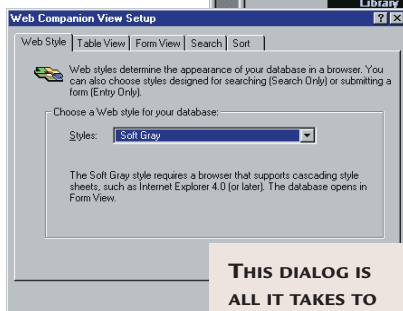 Library
Web Companion View Setup
Web Style Table View Form View Search Sort
Web styles determine the appearance of your database in a browser. You
can also choose styles designed for searching (Search Only) or submitting a
form (Entry Only).
Choose a Web style for your database:
Styles: Soft Gray
The Soft Gray style requires a browser that supports cascading style
sheets, such as Internet Explorer 4.0 (or later). The database opens in
Form View.
THIS DIALOG IS
ALL IT TAKES TO